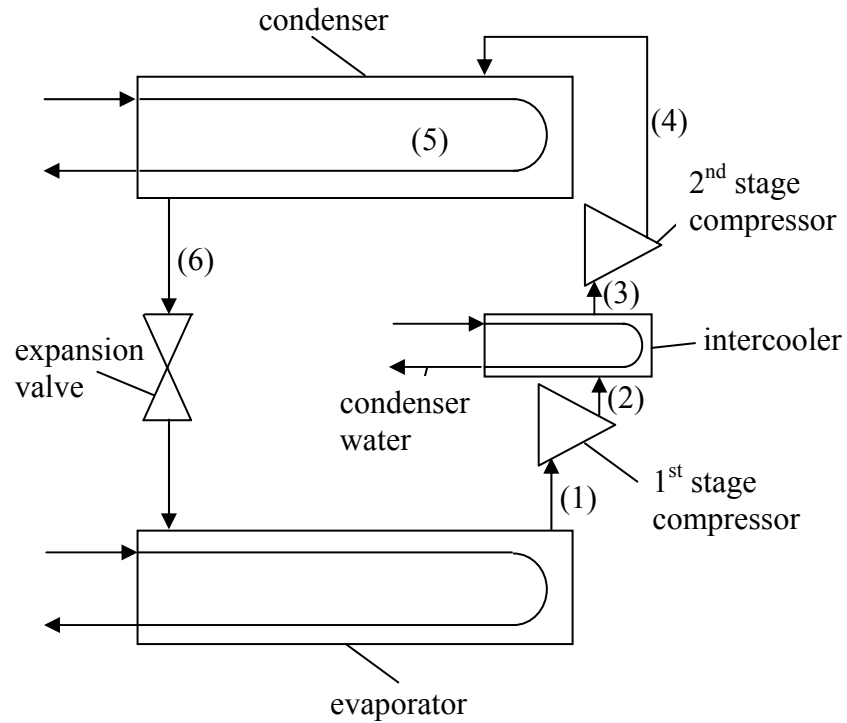 condenser
(4)
(5)
2nd stage
compressor
(6)
(3)
intercooler
expansion
valve
(2)
condenser
water
(1)
1st stage
compressor
evaporator